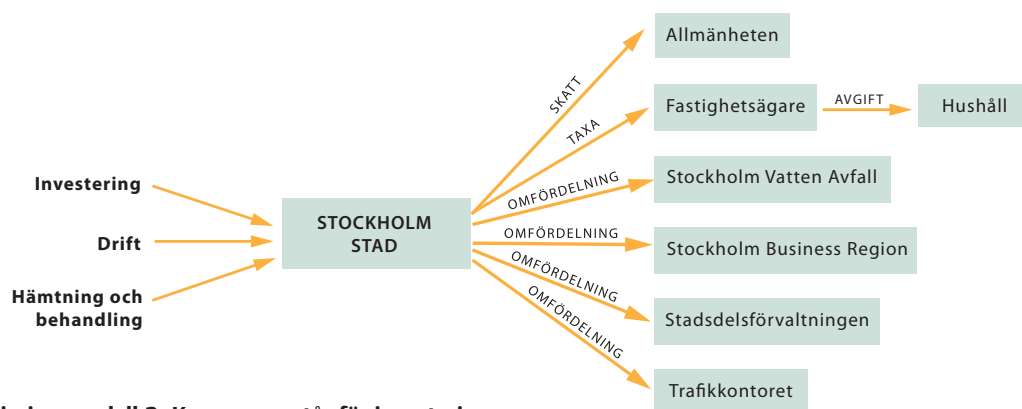 Allmänheten
SKATT
Fastighetsägare
AVGIFT
Hushåll
TAXA
Stockholm Vatten Avfall
OMFÖRDELNING
Investering
STOCKHOLM
STAD
OMFÖRDELNING
Stockholm Business Region
Drift
OMFÖRDELNING
Hämtning och
behandling
Stadsdelsförvaltningen
OMFÖRDELNING
Trafikkontoret